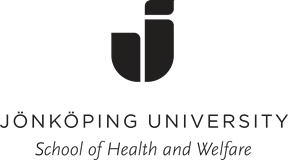 JÖNKÖPING UNIVERSITY
School of Health and Welfare